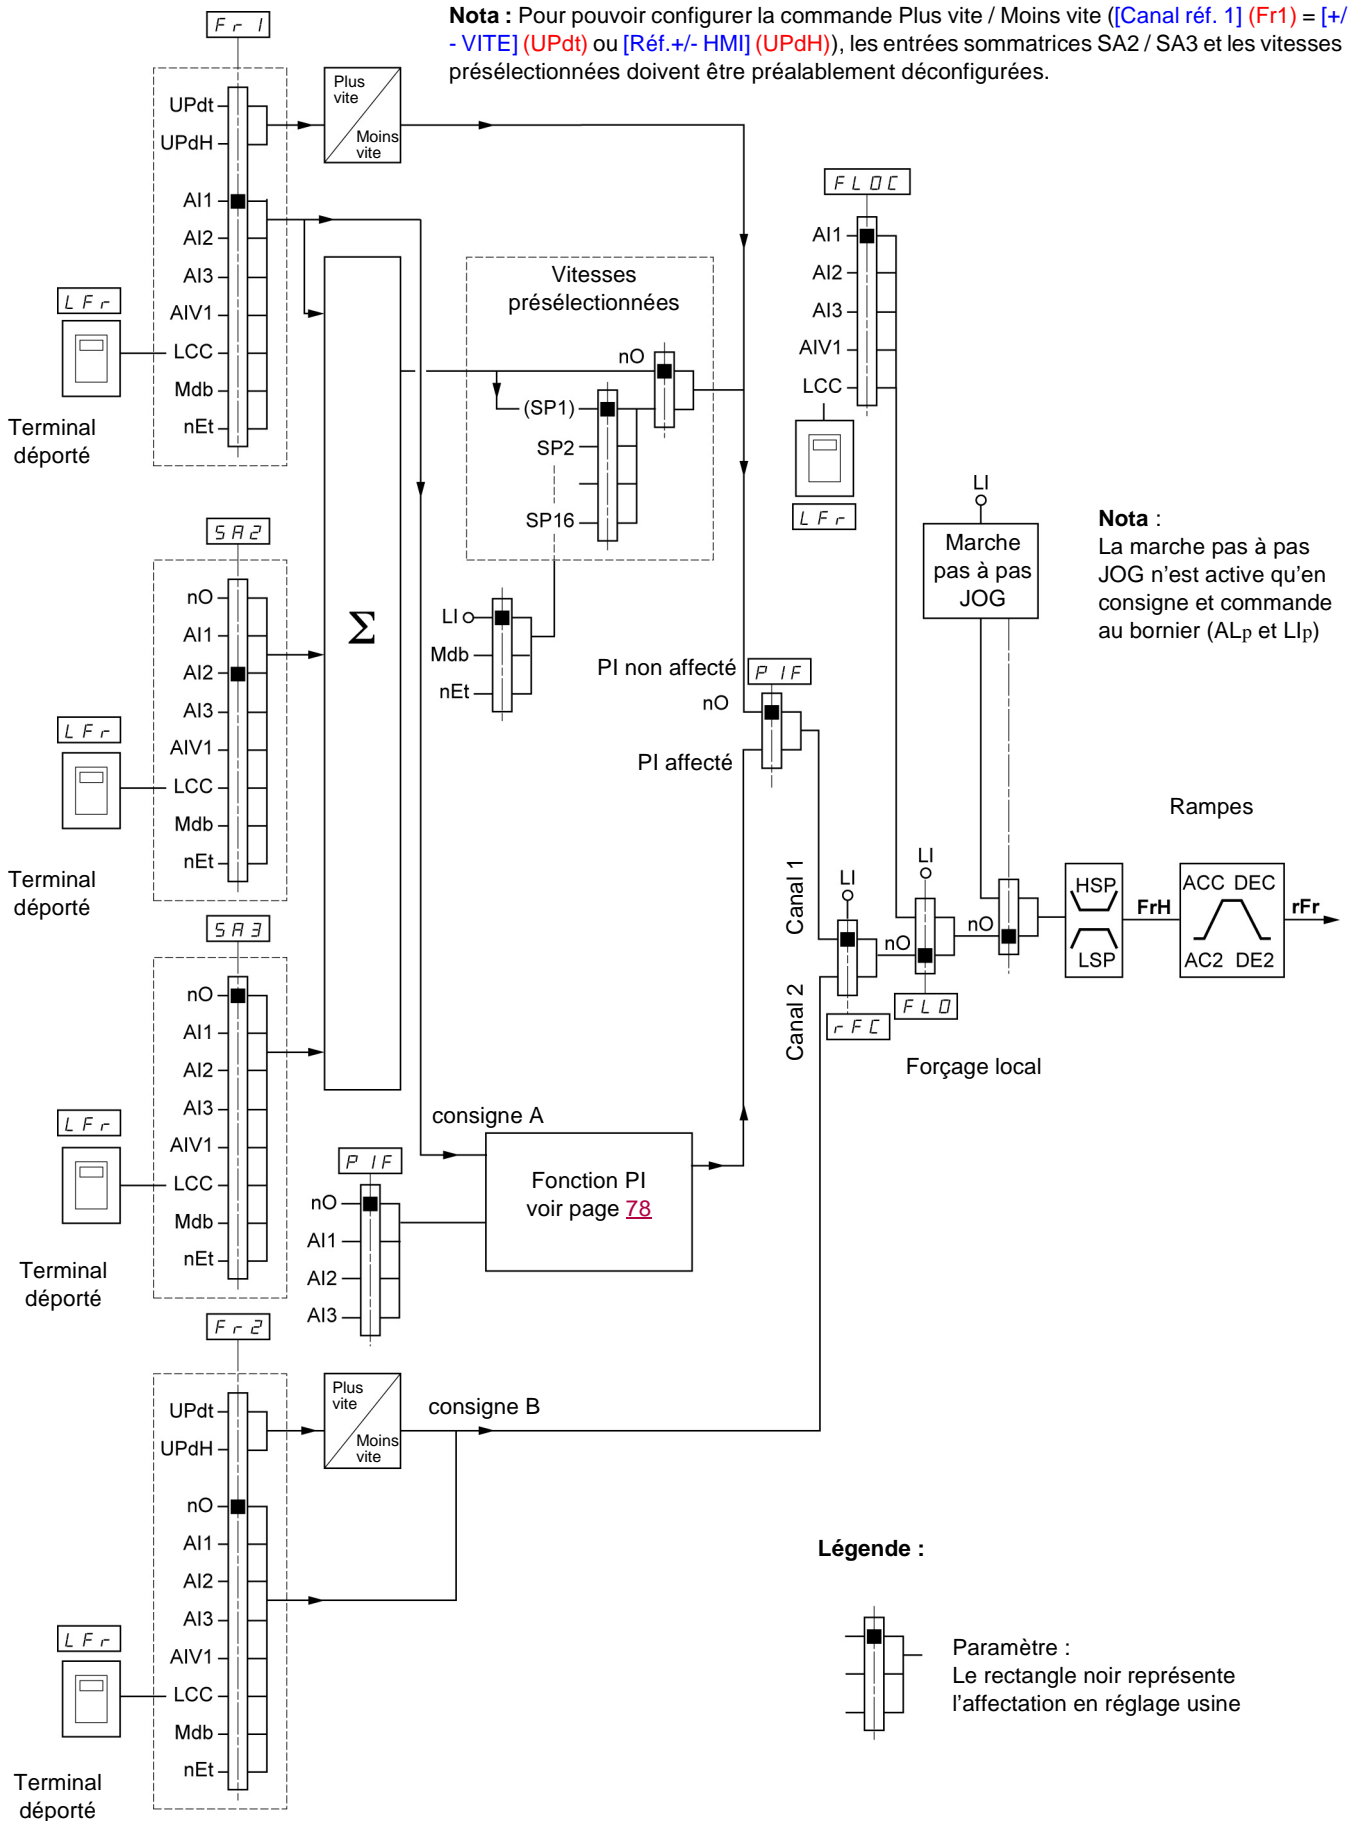 Nota : Pour pouvoir configurer la commande Plus vite / Moins vite ([Canal réf. 1] (Fr1) = [+/
- VITE] (UPdt) ou [Réf.+/- HMI] (UPdH)), les entrées sommatrices SA2 / SA3 et les vitesses
présélectionnées doivent être préalablement déconfigurées.
Fr1
UPdt
UPdH
AI1
AI2
AI3
AIV1
LCC
Mdb
nEt
LFr
Terminal
déporté
Plus
vite
Moins
vite
Vitesses
présélectionnées
nO
(SP1)
SP2
SP16
LI
Mdb
nEt
FLOC
AI1
AI2
AI3
AIV1
LCC
LFr
LI
Marche
pas à pas
JOG
Nota :
La marche pas à pas
JOG n'est active qu'en
consigne et commande
au bornier (ALp et LIp)
SA2
nO
AI1
AI2
AI3
AIV1
LCC
Mdb
nEt
LFr
Terminal
déporté
Σ
PI non affecté
PIF
nO
PI affecté
Canal 1
Canal 2
LI
rFC
nO
LI
FLO
Forçage local
nO
Rampes
HSP
LSP
FrH
ACC DEC
AC2 DE2
rFr
SA3
nO
AI1
AI2
AI3
AIV1
LCC
Mdb
nEt
LFr
Terminal
déporté
consigne A
PIF
nO
AI1
AI2
AI3
Fonction PI
voir page 78
Fr2
UPdt
UPdH
nO
AI1
AI2
AI3
AIV1
LCC
Mdb
nEt
LFr
Terminal
déporté
Plus
vite
Moins
vite
consigne B
Légende :
Paramètre :
Le rectangle noir représente
l'affectation en réglage usine